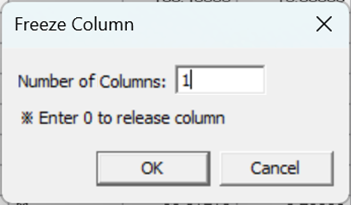 Freeze Column
Number of Columns: 1
※ Enter 0 to release column
OK Cancel